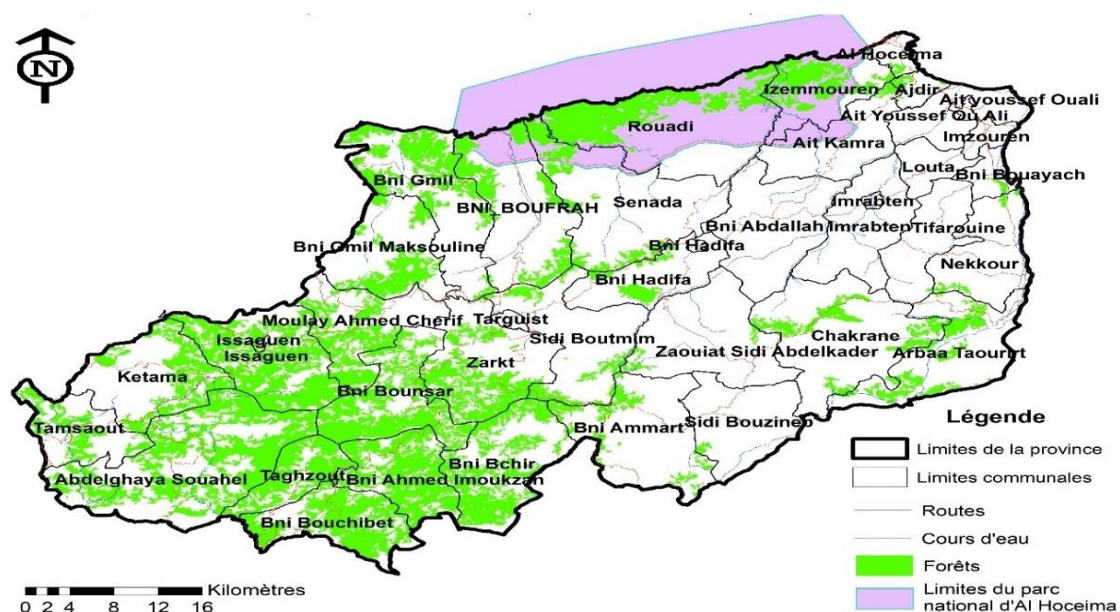 N
Al Hoceima
Izemmouren
Ajdir
Ait youssef Ouali
Ait Youssef Ou Ali
Rouadi
Imzouren
Ait Kamra
Louta
Bni Bouayach
Bni Gmil
BNI_BOUFRAH
Senada
Imrabten
Bni Abdallah
Imrabten
Tifarouine
Bni Gmil Maksouline
Bni Hadifa
Nekkour
Bni Hadifa
Moulay Ahmed Cherif
Targuist
Issaguen
Sidi Boutmim
Chakrane
Issaguen
Zaouiat Sidi Abdelkader
Arbaa Taourirt
Ketama
Zarkt
Bni Bounsar
Tamsaout
Bni Ammart
Sidi Bouzineb
Bni Bchir
Abdelghaya Souahel
Taghzout
Bni Ahmed Imoukzan
Bni Bouchibet
Légende
Limites de la province
Limites communales
Routes
Cours d'eau
Forêts
Limites du parc
national d'Al Hoceima
Kilomètres
0 2 4 8 12 16